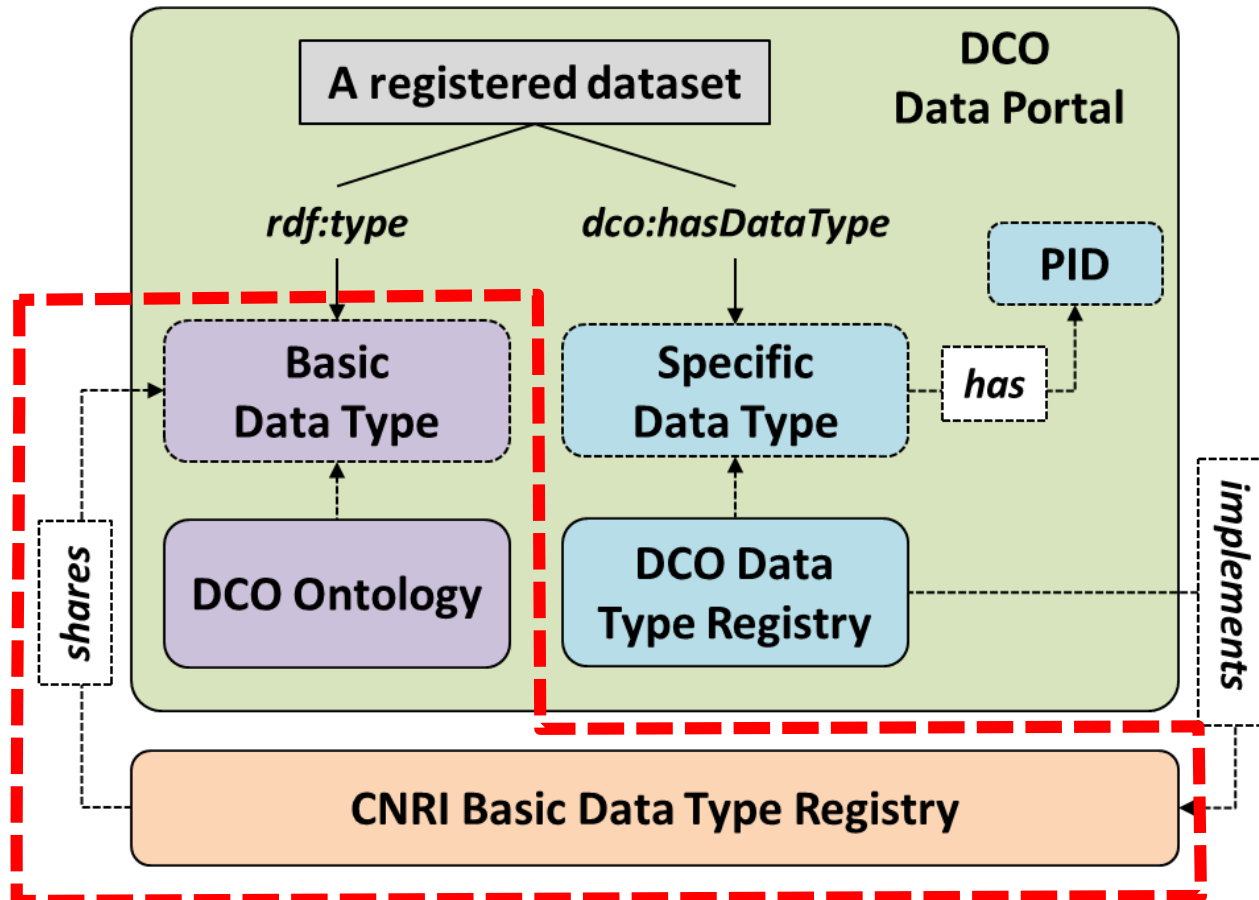 DCO
Data Portal
A registered dataset
rdf:type
dco:hasDataType
PID
Basic
Data Type
Specific
Data Type
has
DCO Ontology
DCO Data
Type Registry
shares
implements
CNRI Basic Data Type Registry